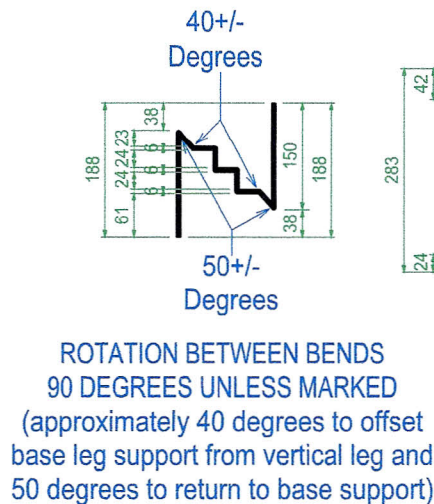 40+/-
Degrees
38
42
188
23
6
24
6
24
6
61
150
188
283
38
24
50+/-
Degrees
ROTATION BETWEEN BENDS
90 DEGREES UNLESS MARKED
(approximately 40 degrees to offset
base leg support from vertical leg and
50 degrees to return to base support)